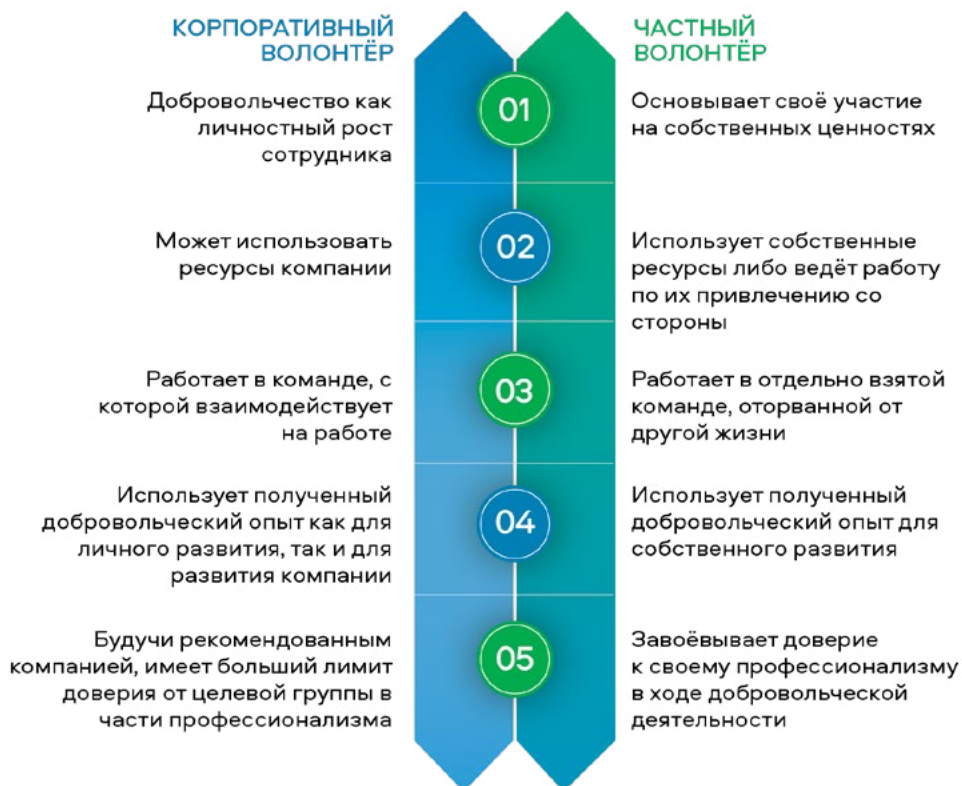 КОРПОРАТИВНЫЙ
ВОЛОНТЁР
ЧАСТНЫЙ
ВОЛОНТЁР
Добровольчество как
личностный рост
сотрудника
01
Основывает своё участие
на собственных ценностях
Может использовать
ресурсы компании
02
Использует собственные
ресурсы либо ведёт работу
по их привлечению со
стороны
Работает в команде, с
которой взаимодействует
на работе
03
Работает в отдельно взятой
команде, оторванной от
другой жизни
Использует полученный
добровольческий опыт как для
личного развития, так и для
развития компании
04
Использует полученный
добровольческий опыт для
собственного развития
Будучи рекомендованным
компанией, имеет больший лимит
доверия от целевой группы в
части профессионализма
05
Завоёвывает доверие
к своему профессионализму
в ходе добровольческой
деятельности